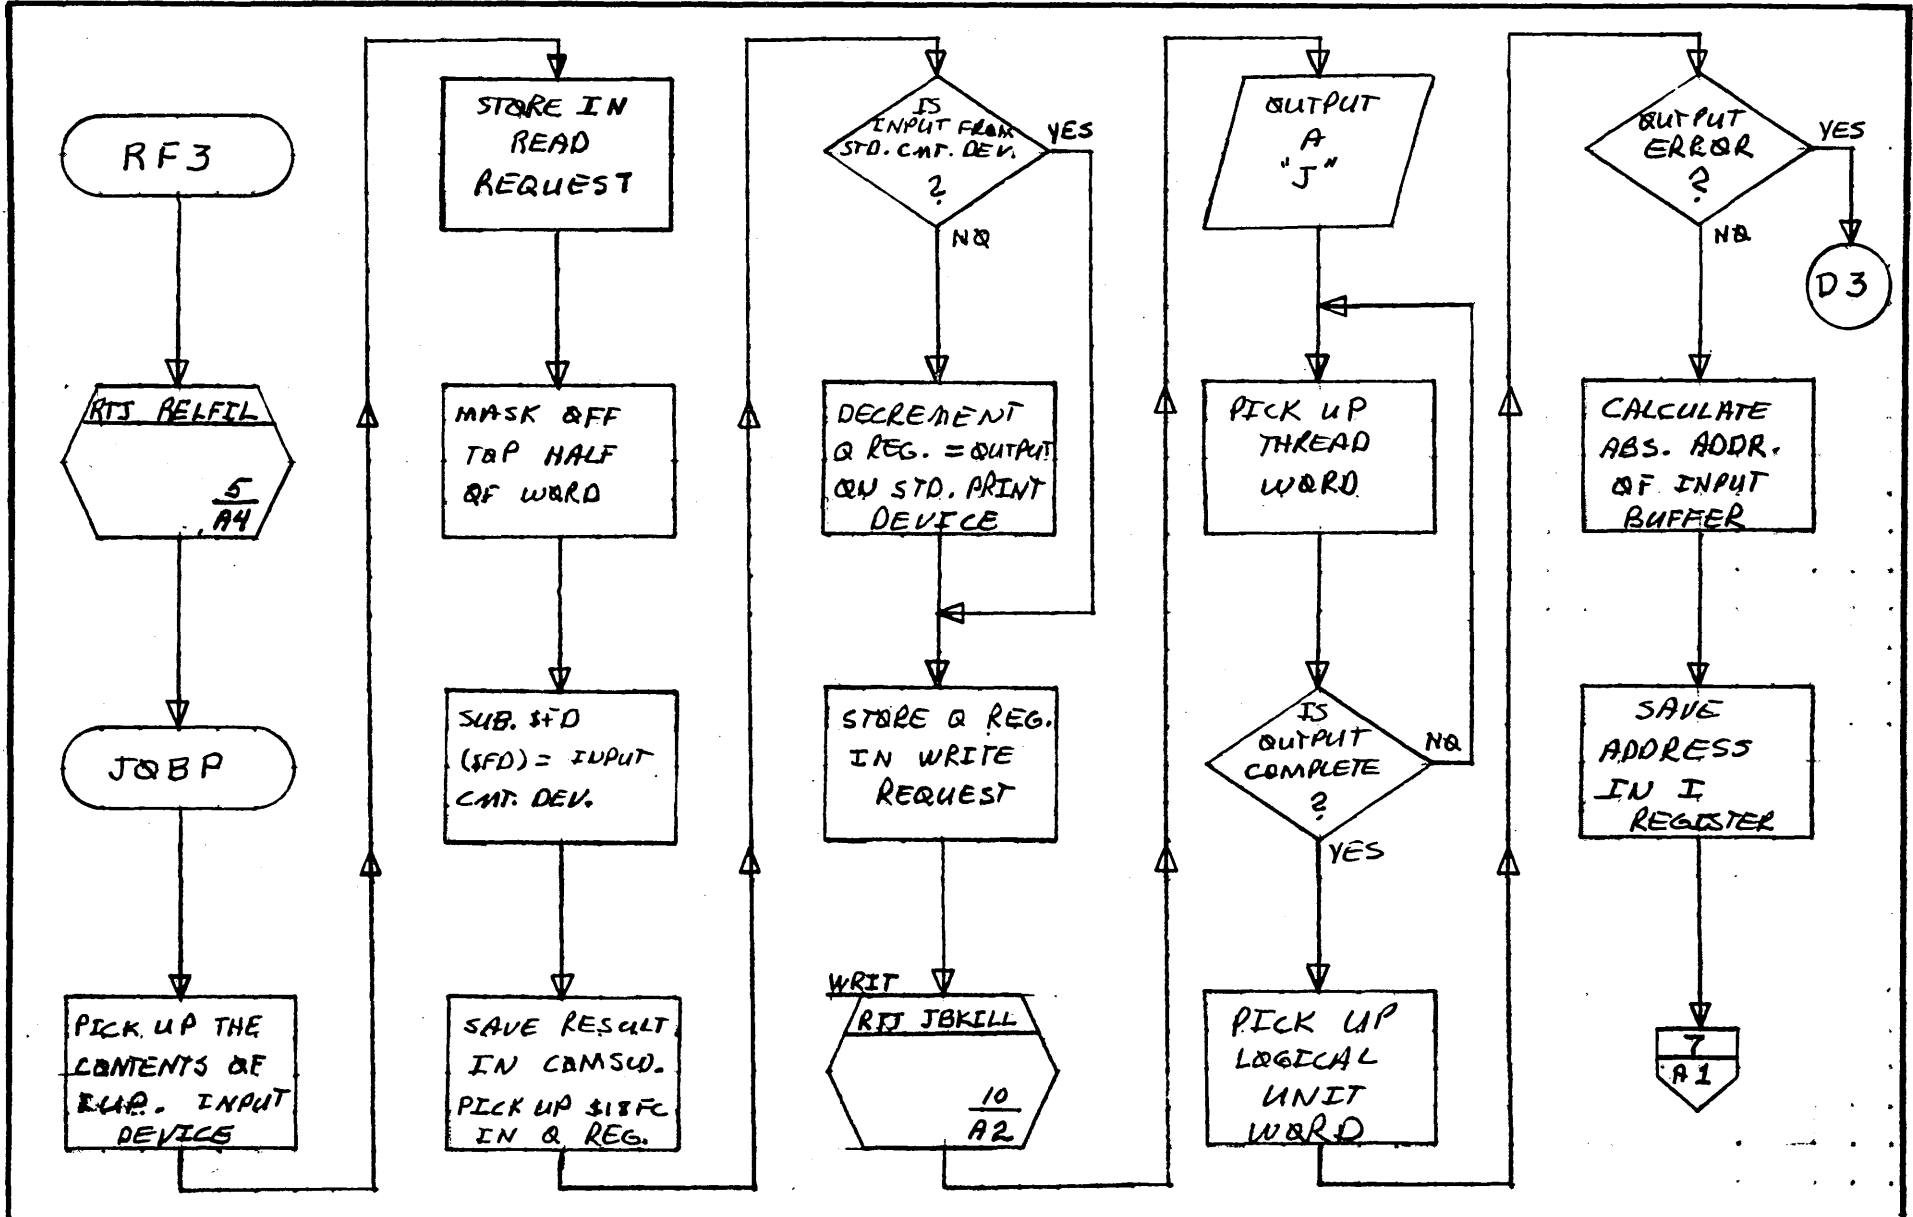 RF3
RTJ RELFIL
5
A4
JOBP
PICK UP THE
CONTENTS OF
INPUT
DEVICE
STORE IN
READ
REQUEST
MASK OFF
TOP HALF
OF WORD
SUB. $FD
($FD) = INPUT
CMT. DEV.
SAVE RESULT
IN COMSW.
PICK UP $18FC
IN Q REG.
IS
INPUT FROM
STD. CMT. DEV.
?
YES
NO
DECREMENT
Q REG. = OUTPUT
ON STD. PRINT
DEVICE
STORE Q REG.
IN WRITE
REQUEST
WRIT
RTJ JBKILL
10
A2
OUTPUT
A
"J"
PICK UP
THREAD
WORD
IS
OUTPUT
COMPLETE
?
NO
YES
PICK UP
LOGICAL
UNIT
WORD
OUTPUT
ERROR
?
YES
NO
D3
CALCULATE
ABS. ADDR.
OF INPUT
BUFFER
SAVE
ADDRESS
IN I
REGISTER
7
A1